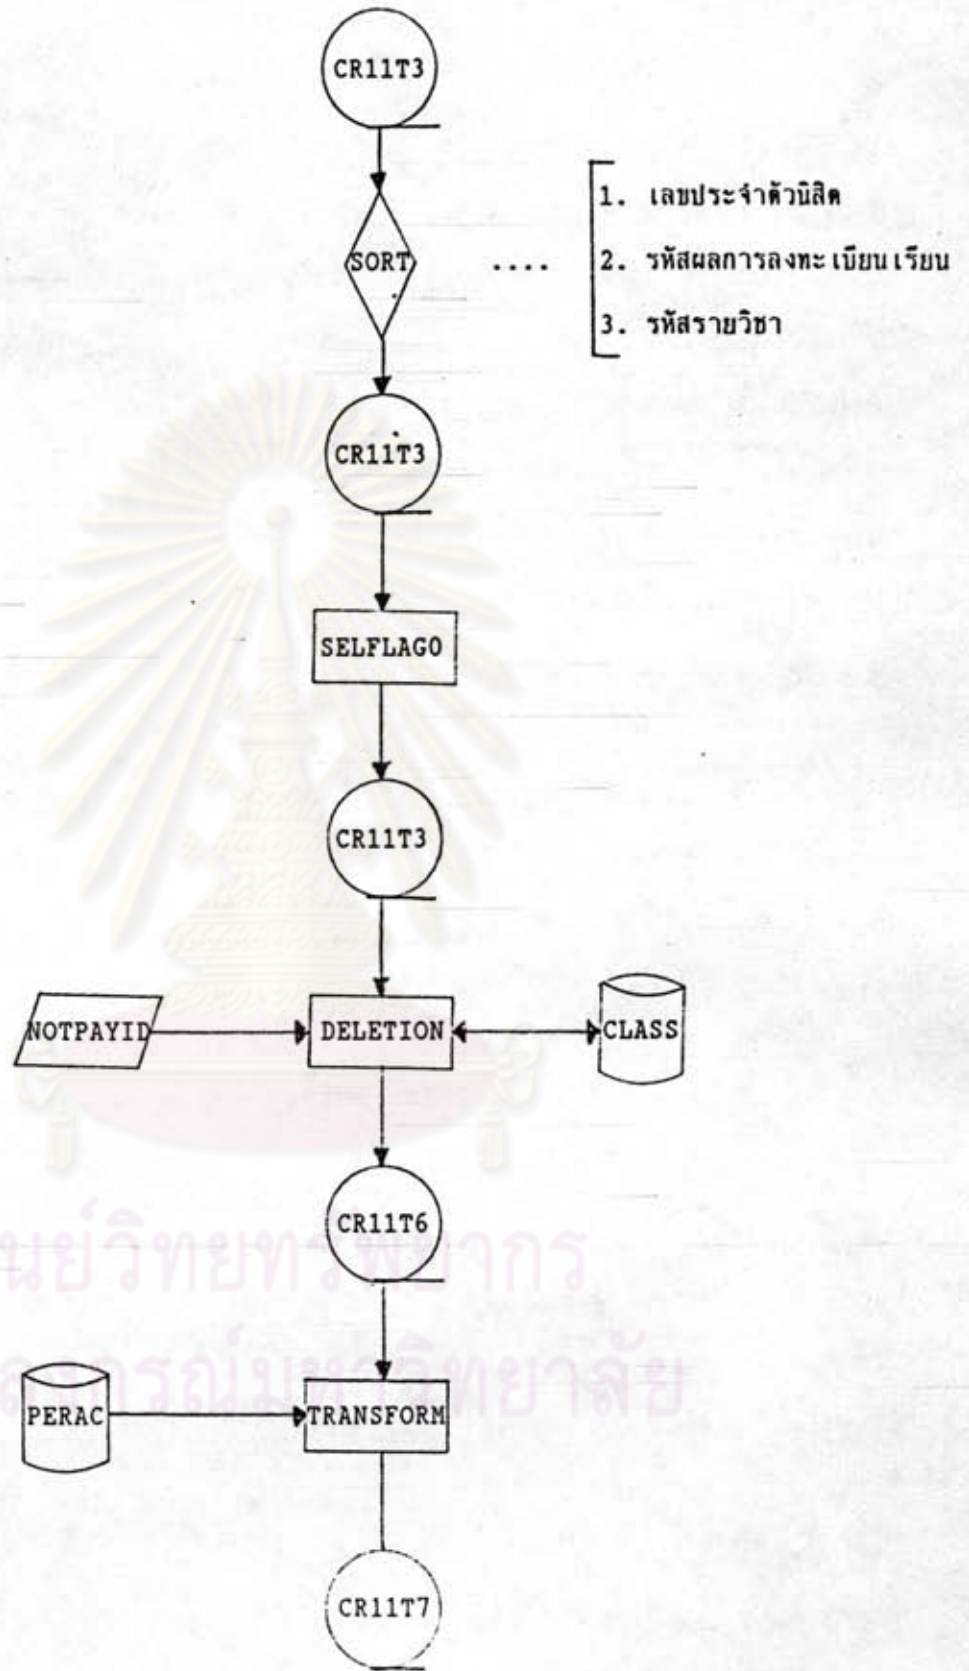 CR11T3
1. เลขประจำตัวนิสิต
SORT .... 2. รหัสผลการลงทะเบียนเรียน
3. รหัสรายวิชา
CR11T3
SELFLAG0
CR11T3
NOTPAYID DELETION CLASS
CR11T6
PERAC TRANSFORM
CR11T7